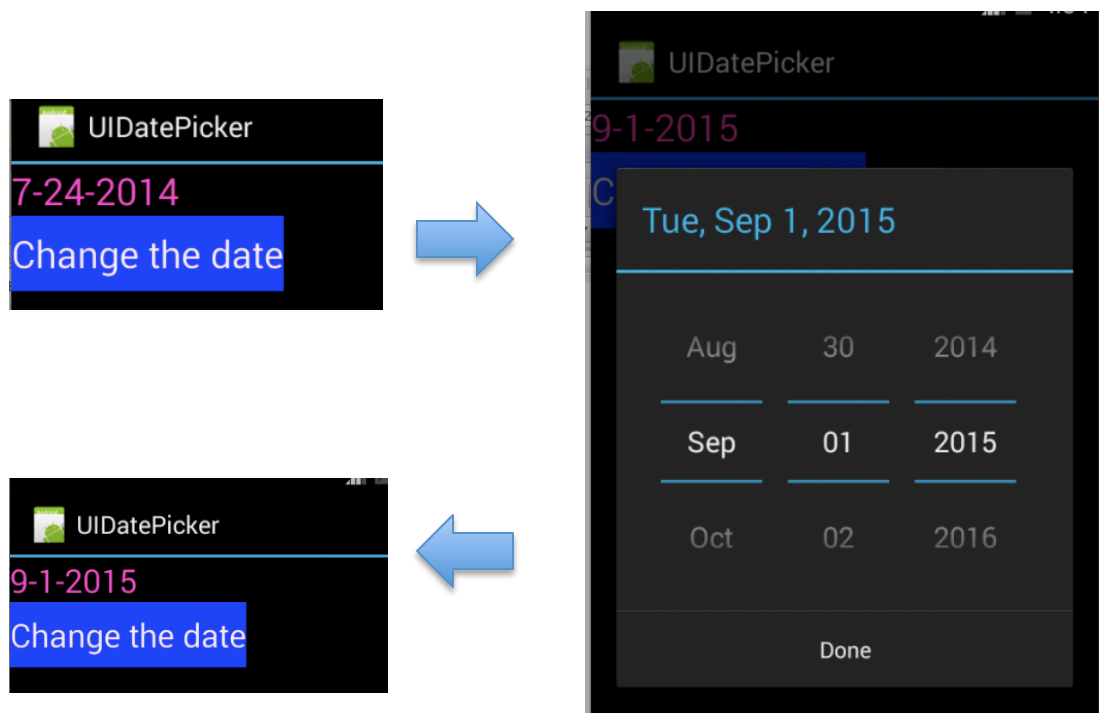 UIDatePicker
7-24-2014
Change the date
UIDatePicker
9-1-2015
Tue, Sep 1, 2015
Aug 30 2014
Sep 01 2015
Oct 02 2016
Done
UIDatePicker
9-1-2015
Change the date